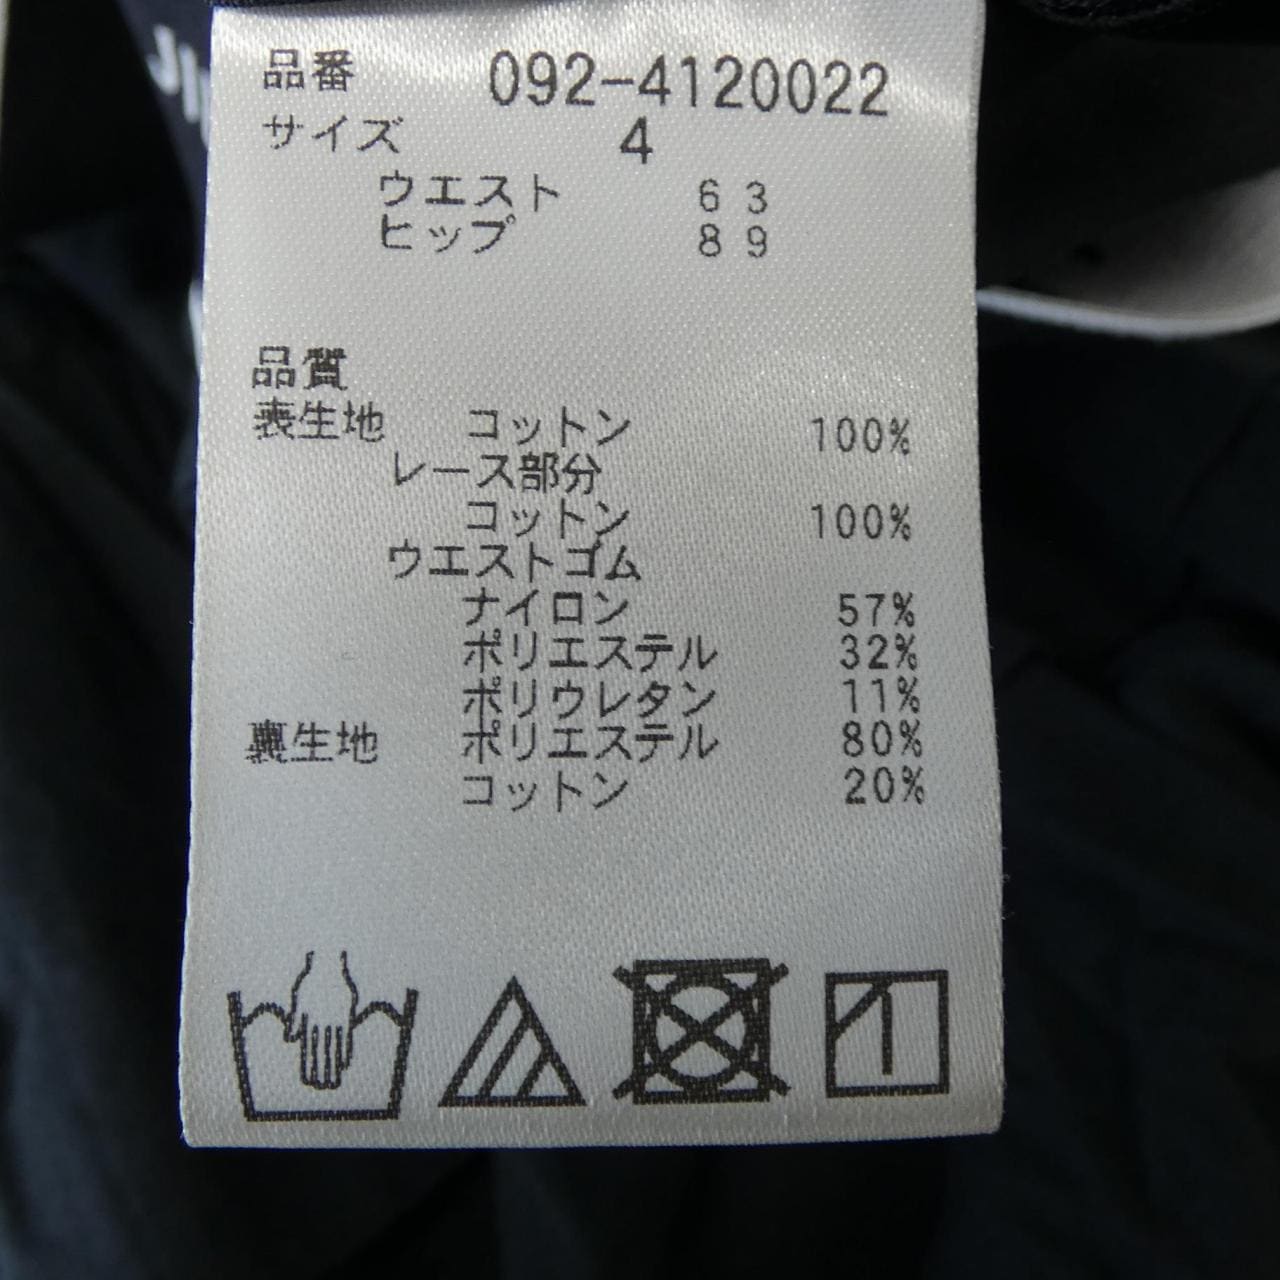 品番 092-4120022
サイズ 4
ウエスト 63
ヒップ 89
品質
表生地 コットン 100%
レース部分
コットン 100%
ウエストゴム
ナイロン 57%
ポリエステル 32%
ポリウレタン 11%
裏生地 ポリエステル 80%
コットン 20%